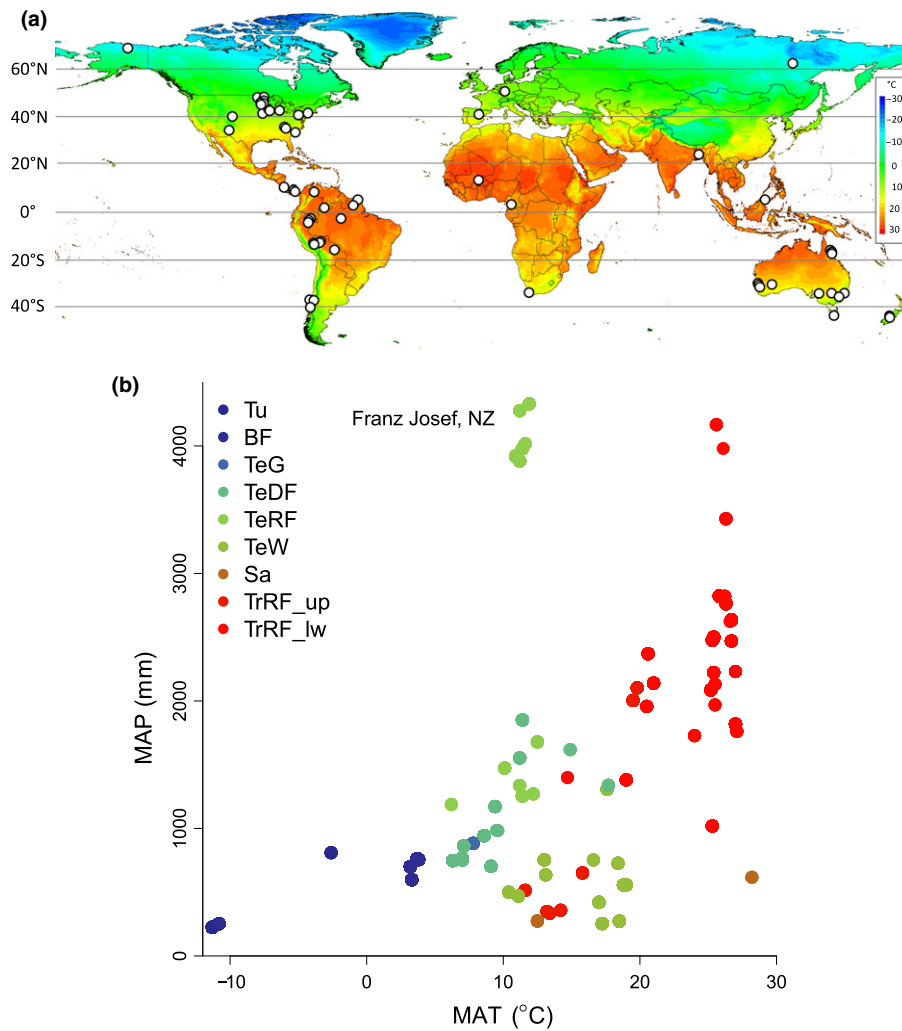 (a)
60°N
40°N
20°N
0°
20°S
40°S
°C
−30
−20
−10
0
10
20
30
(b)
Franz Josef, NZ
Tu
BF
TeG
TeDF
TeRF
TeW
Sa
TrRF_up
TrRF_lw
MAP (mm)
4000
3000
2000
1000
0
−10 0 10 20 30
MAT (°C)